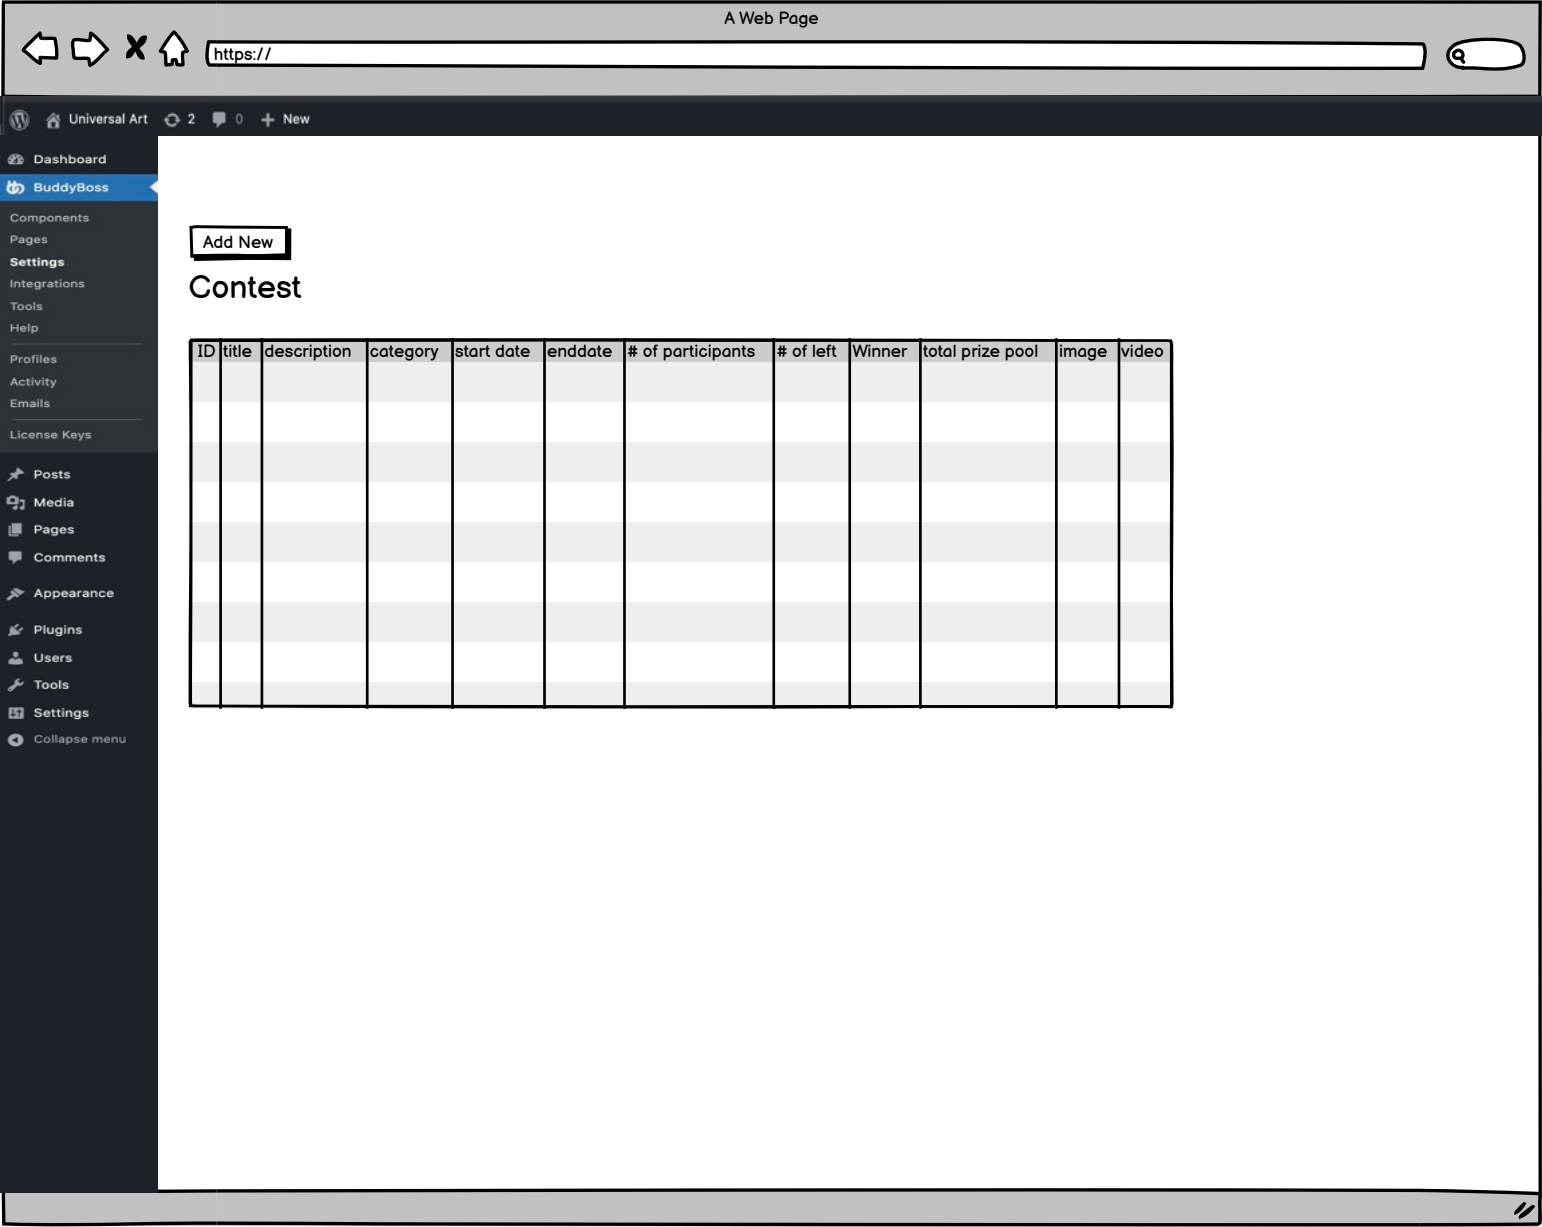 A Web Page
https://
Universal Art 2 0 New
Dashboard
BuddyBoss
Components
Pages
Settings
Integrations
Tools
Help
Profiles
Activity
Emails
License Keys
Posts
Media
Pages
Comments
Appearance
Plugins
Users
Tools
Settings
Collapse menu
Add New
Contest
ID title description category start date enddate # of participants # of left Winner total prize pool image video